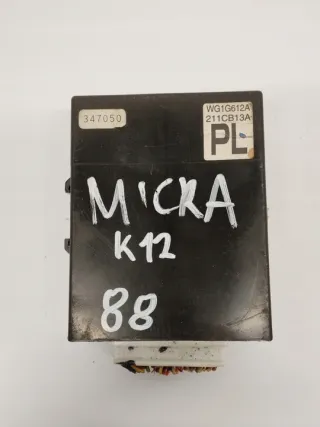 347050
WG1G612A
211CB13A
PL
MICRA
K12
88